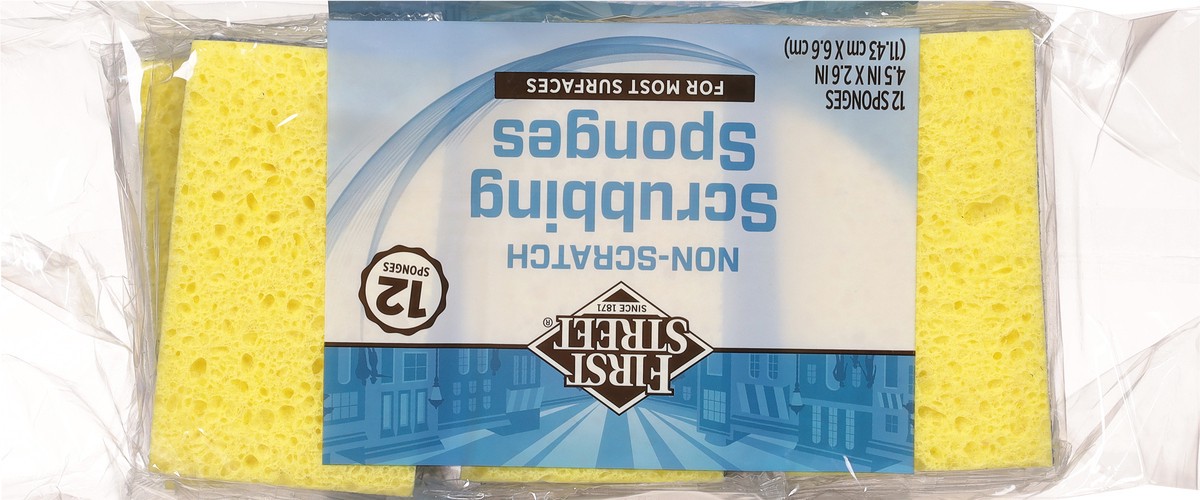 FIRST
STREET®
SINCE 1871
12
SPONGES
NON-SCRATCH
Scrubbing
Sponges
FOR MOST SURFACES
12 SPONGES
4.5 IN X 2.6 IN
(11.43 cm X 6.6 cm)